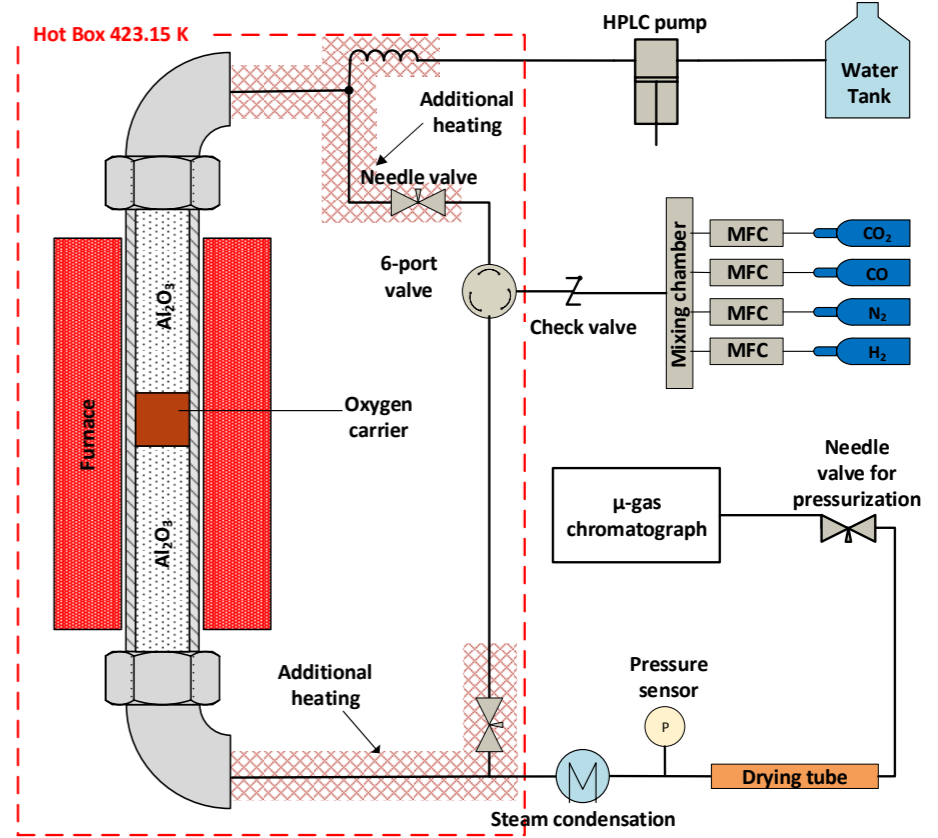 Hot Box 423.15 K
HPLC pump
Water
Tank
Additional
heating
Needle valve
6-port
valve
Check valve
Mixing chamber
MFC
CO₂
MFC
CO
MFC
N₂
MFC
H₂
Al₂O₃
Furnace
Oxygen
carrier
Al₂O₃
Needle
valve for
pressurization
μ-gas
chromatograph
Additional
heating
Pressure
sensor
P
M
Drying tube
Steam condensation